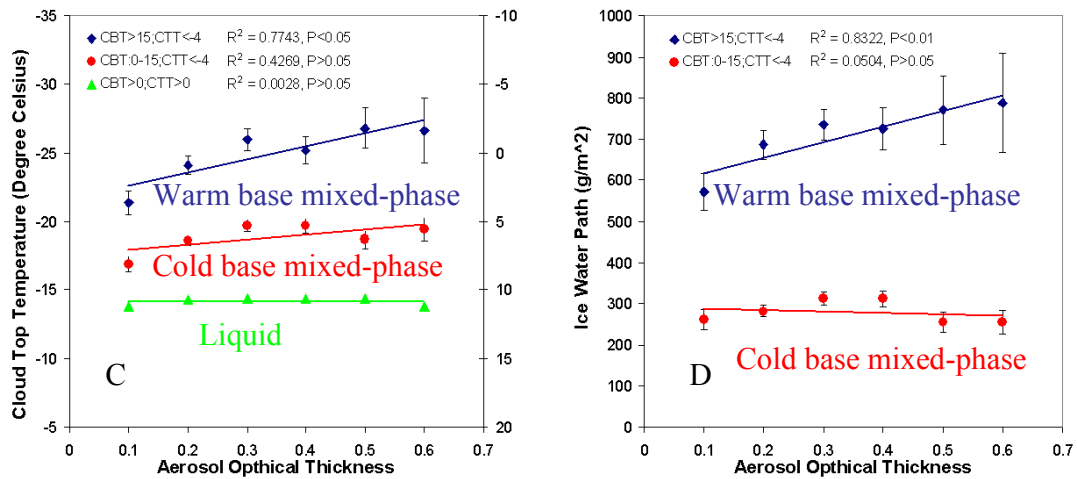 CBT>15;CTT<-4 R² = 0.7743, P<0.05
CBT:0-15;CTT<-4 R² = 0.4269, P>0.05
CBT>0;CTT>0 R² = 0.0028, P>0.05
Cloud Top Temperature (Degree Celsius)
-35
-30
-25
-20
-15
-10
-5
-10
-5
0
5
10
15
20
Warm base mixed-phase
Cold base mixed-phase
Liquid
C
0 0.1 0.2 0.3 0.4 0.5 0.6 0.7
Aerosol Opthical Thickness
CBT>15;CTT<-4 R² = 0.8322, P<0.01
CBT:0-15;CTT<-4 R² = 0.0504, P>0.05
Ice Water Path (g/m^2)
1000
900
800
700
600
500
400
300
200
100
0
Warm base mixed-phase
Cold base mixed-phase
D
0 0.1 0.2 0.3 0.4 0.5 0.6 0.7
Aerosol Opthical Thickness